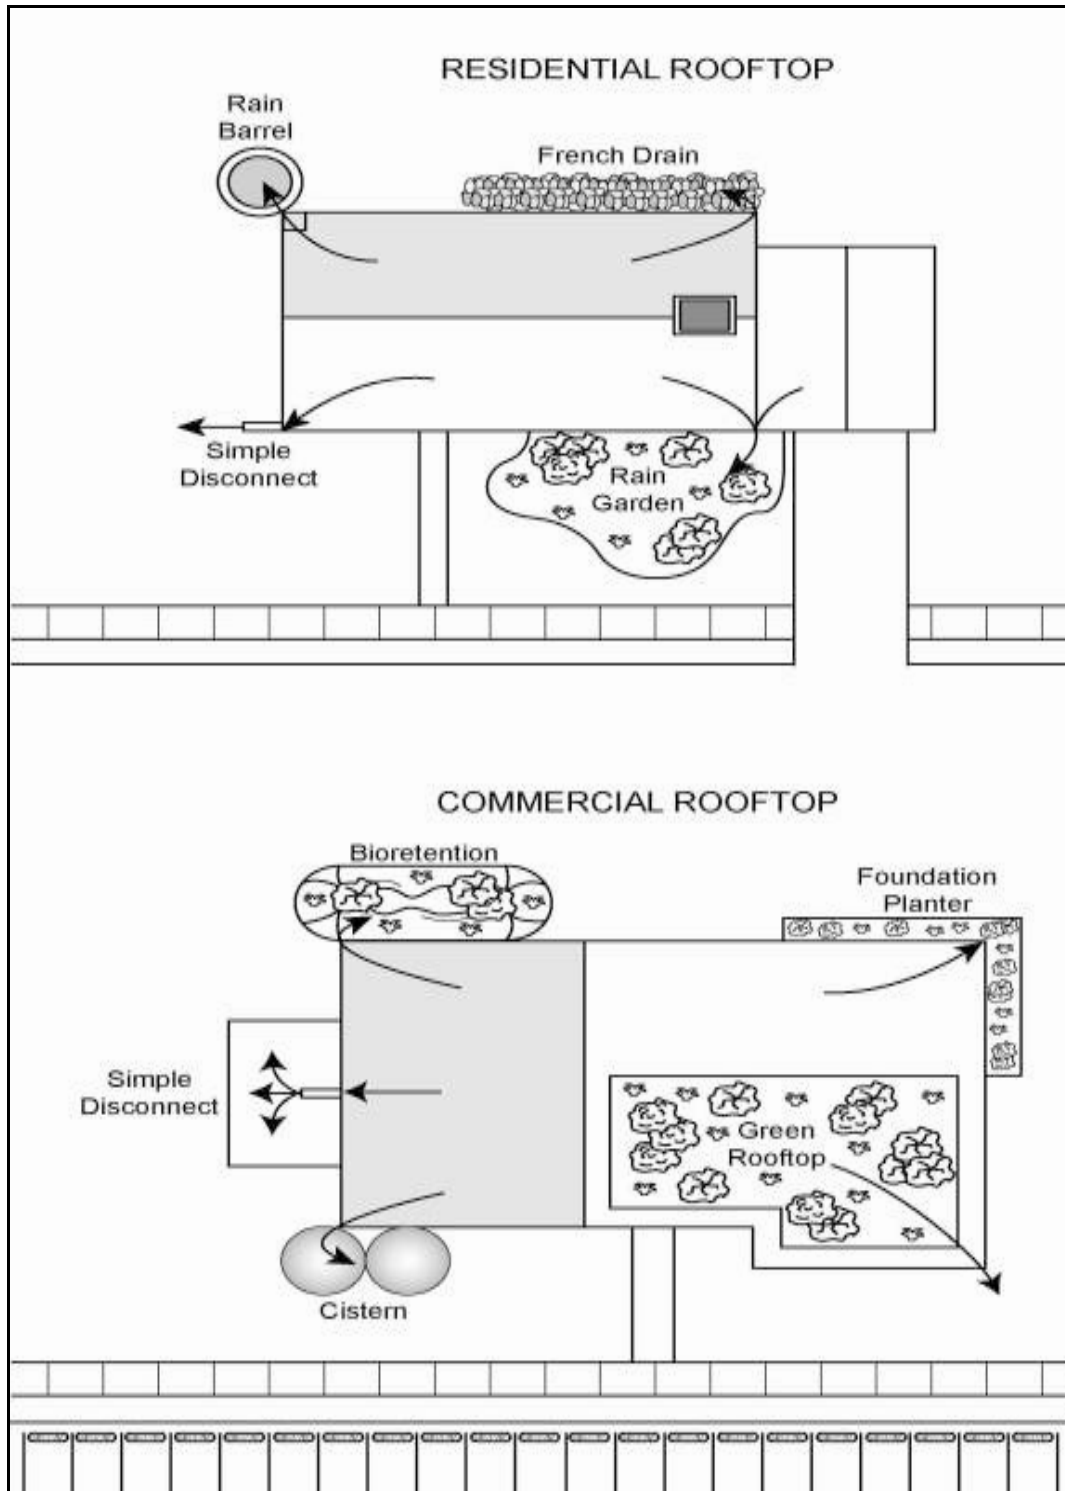 RESIDENTIAL ROOFTOP
Rain
Barrel
French Drain
Simple
Disconnect
Rain
Garden
COMMERCIAL ROOFTOP
Bioretention
Foundation
Planter
Simple
Disconnect
Green
Rooftop
Cistern